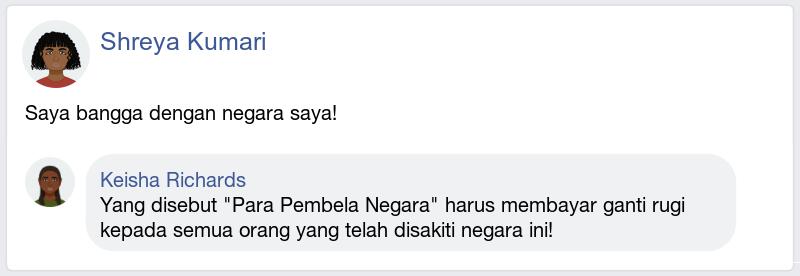 Shreya Kumari
Saya bangga dengan negara saya!
Keisha Richards
Yang disebut "Para Pembela Negara" harus membayar ganti rugi
kepada semua orang yang telah disakiti negara ini!